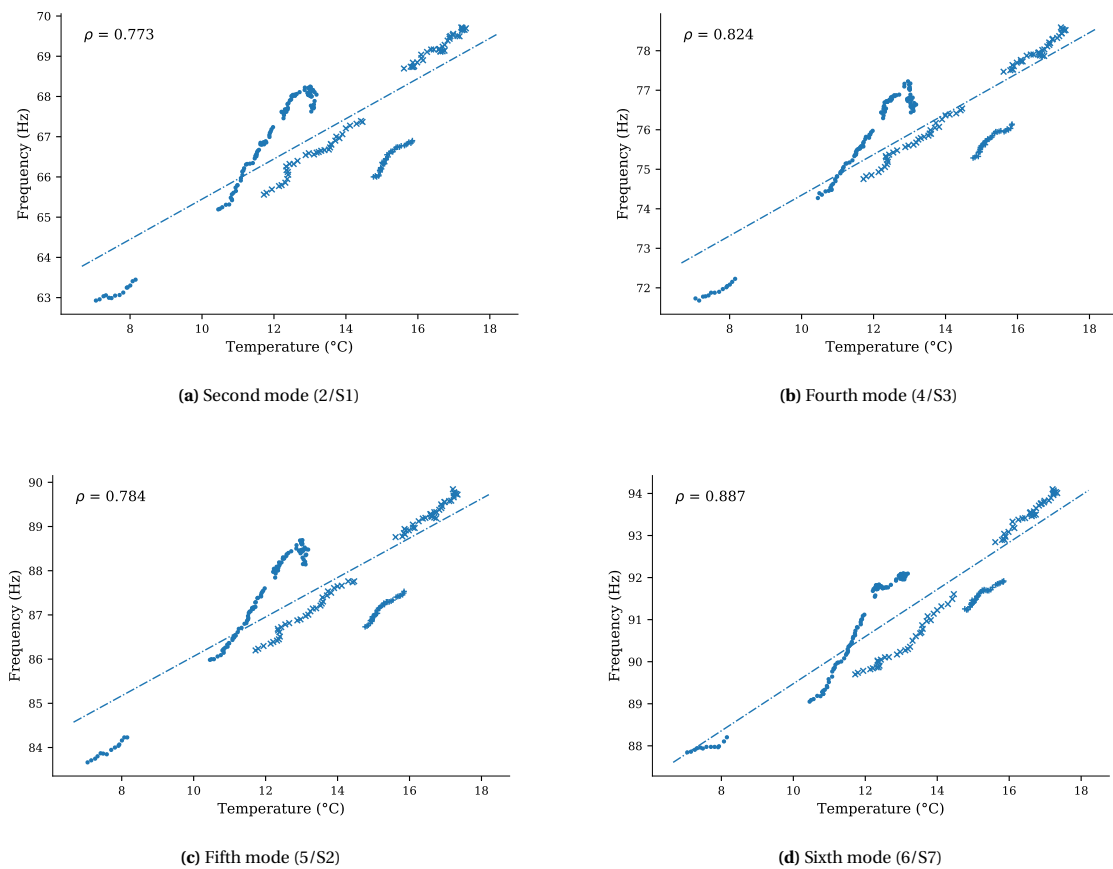 70
69
68
67
66
65
64
63
Frequency (Hz)
ρ = 0.773
8 10 12 14 16 18
Temperature (°C)
(a) Second mode (2/S1)
78
77
76
75
74
73
72
Frequency (Hz)
ρ = 0.824
8 10 12 14 16 18
Temperature (°C)
(b) Fourth mode (4/S3)
90
89
88
87
86
85
84
Frequency (Hz)
ρ = 0.784
8 10 12 14 16 18
Temperature (°C)
(c) Fifth mode (5/S2)
94
93
92
91
90
89
88
Frequency (Hz)
ρ = 0.887
8 10 12 14 16 18
Temperature (°C)
(d) Sixth mode (6/S7)